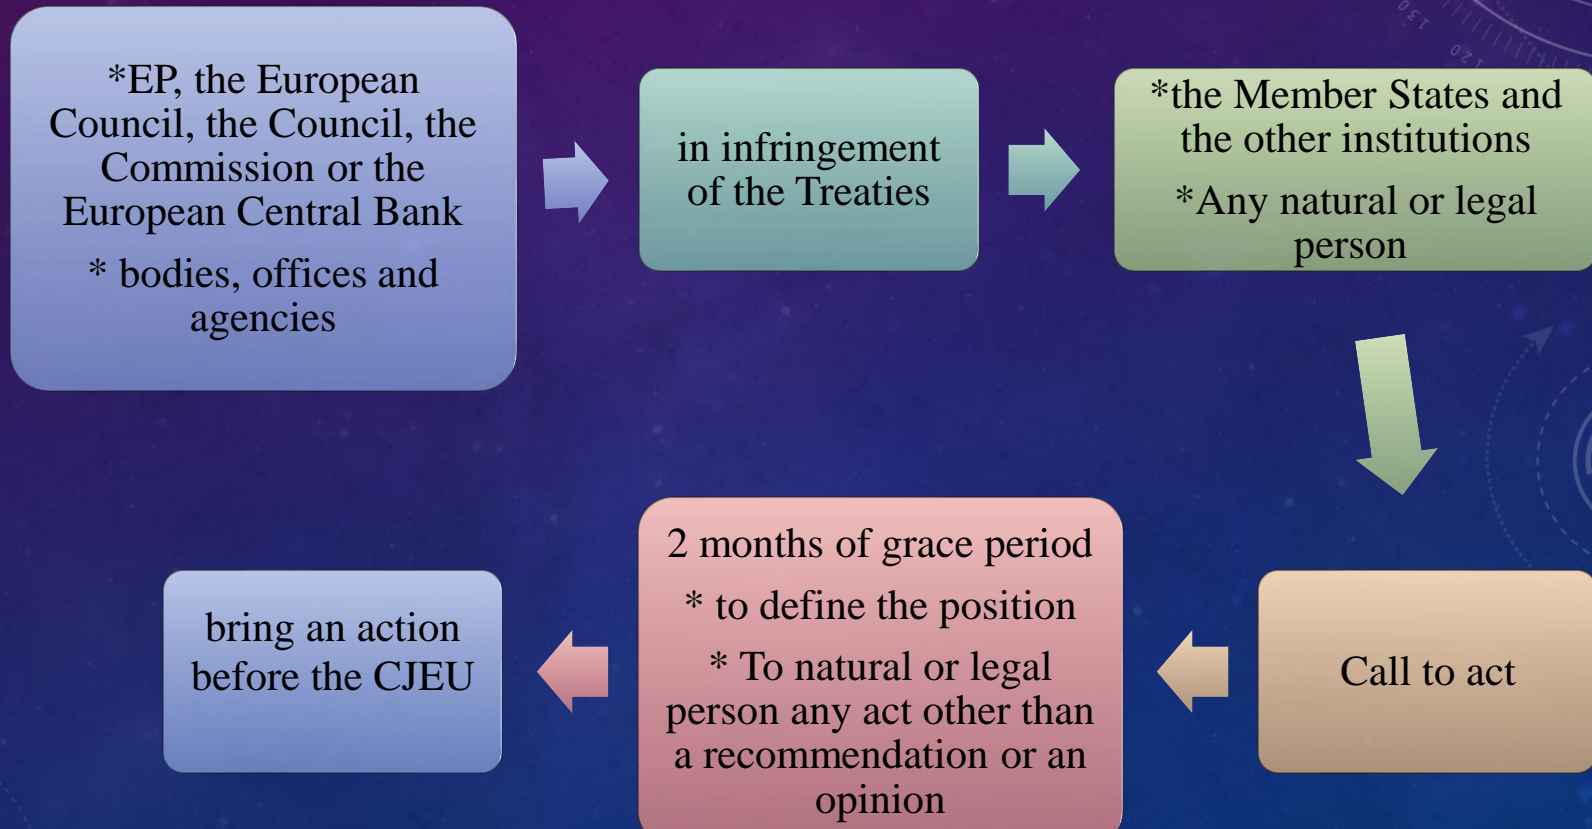 *EP, the European
Council, the Council, the
Commission or the
European Central Bank
* bodies, offices and
agencies
in infringement
of the Treaties
*the Member States and
the other institutions
*Any natural or legal
person
Call to act
2 months of grace period
* to define the position
* To natural or legal
person any act other than
a recommendation or an
opinion
bring an action
before the CJEU
130
120